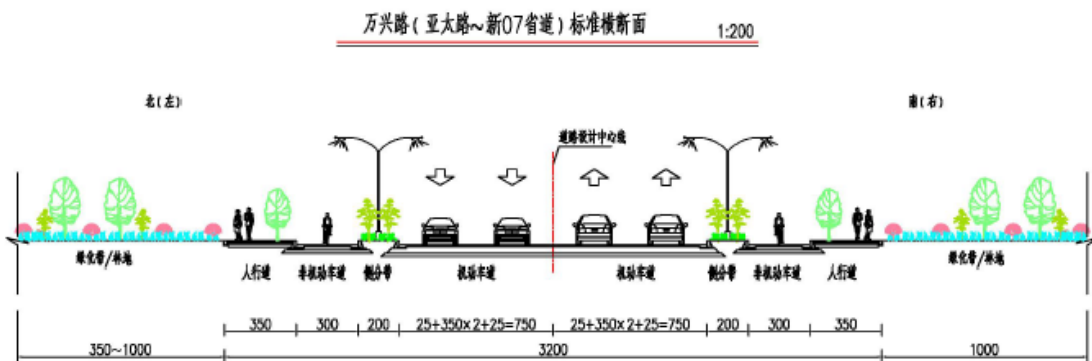 万兴路(亚太路~新07省道)标准横断面 1:200
北(左) 南(右)
道路设计中心线
绿化带/林地 人行道 非机动车道 侧分带 机动车道 机动车道 侧分带 非机动车道 人行道 绿化带/林地
350 300 200 25+350x2+25=750 25+350x2+25=750 200 300 350
350~1000 3200 1000